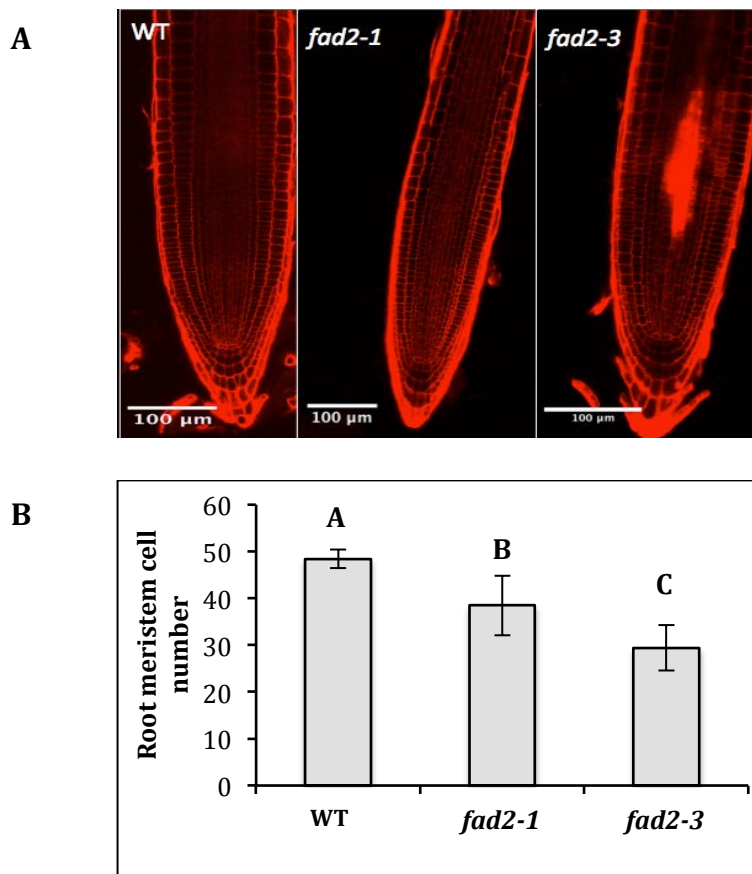 A
WT
fad2-1
fad2-3
100 µm
100 µm
100 µm
B
Root meristem cell
number
60
50
40
30
20
10
0
A
B
C
WT
fad2-1
fad2-3